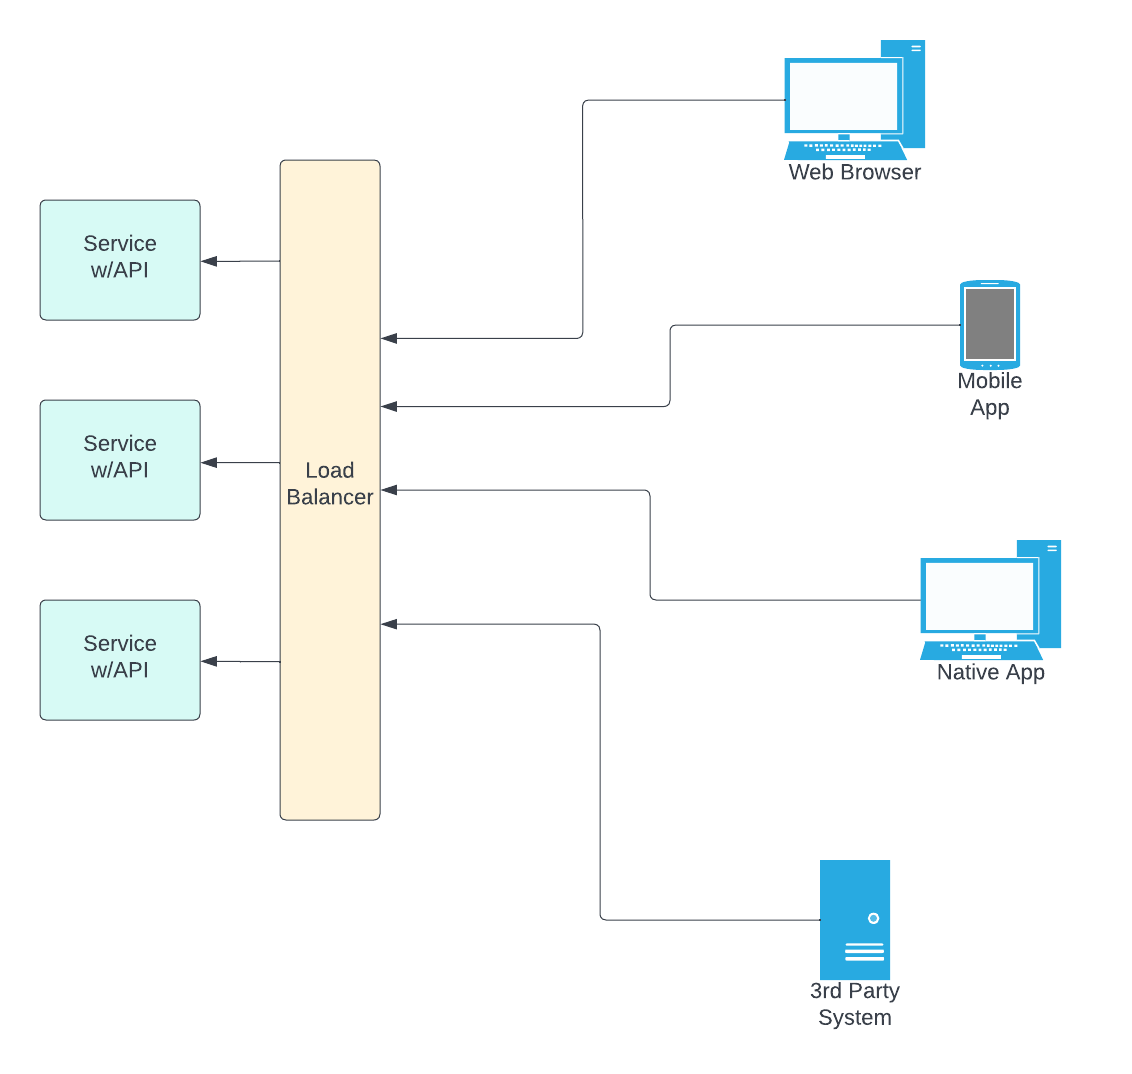 Web Browser
Service
w/API
Mobile
App
Service
w/API
Load
Balancer
Service
w/API
Native App
3rd Party
System